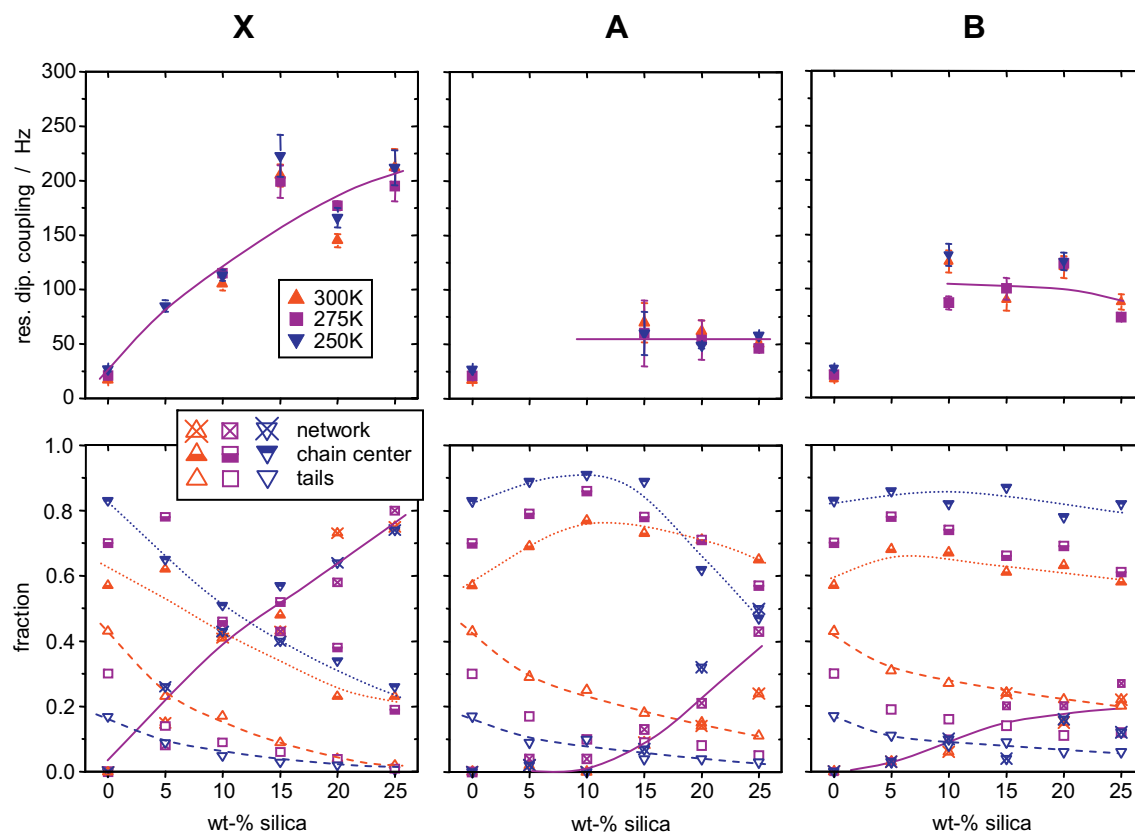 X A B
res. dip. coupling / Hz
300
250
200
150
100
50
0
300K
275K
250K
network
chain center
tails
fraction
1.0
0.8
0.6
0.4
0.2
0.0
0 5 10 15 20 25
0 5 10 15 20 25
0 5 10 15 20 25
wt-% silica
wt-% silica
wt-% silica